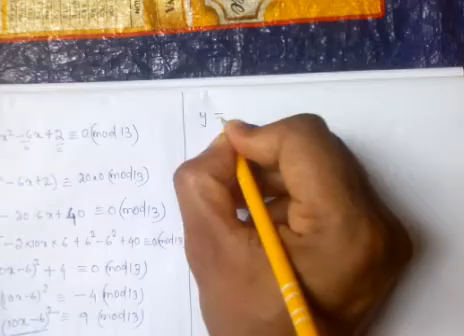 x² - 6x + 2 ≡ 0 (mod 13)
- 6x + 2) ≡ 20×0 (mod 13)
- 20·6x + 40 ≡ 0 (mod 13)
- 2×10x × 6 + 6² - 6² + 40 ≡ 0 (mod 13
0x - 6)² + 4 ≡ 0 (mod 13)
(10x - 6)² ≡ -4 (mod 13)
(10x - 6)² ≡ 9 (mod 13)
y =